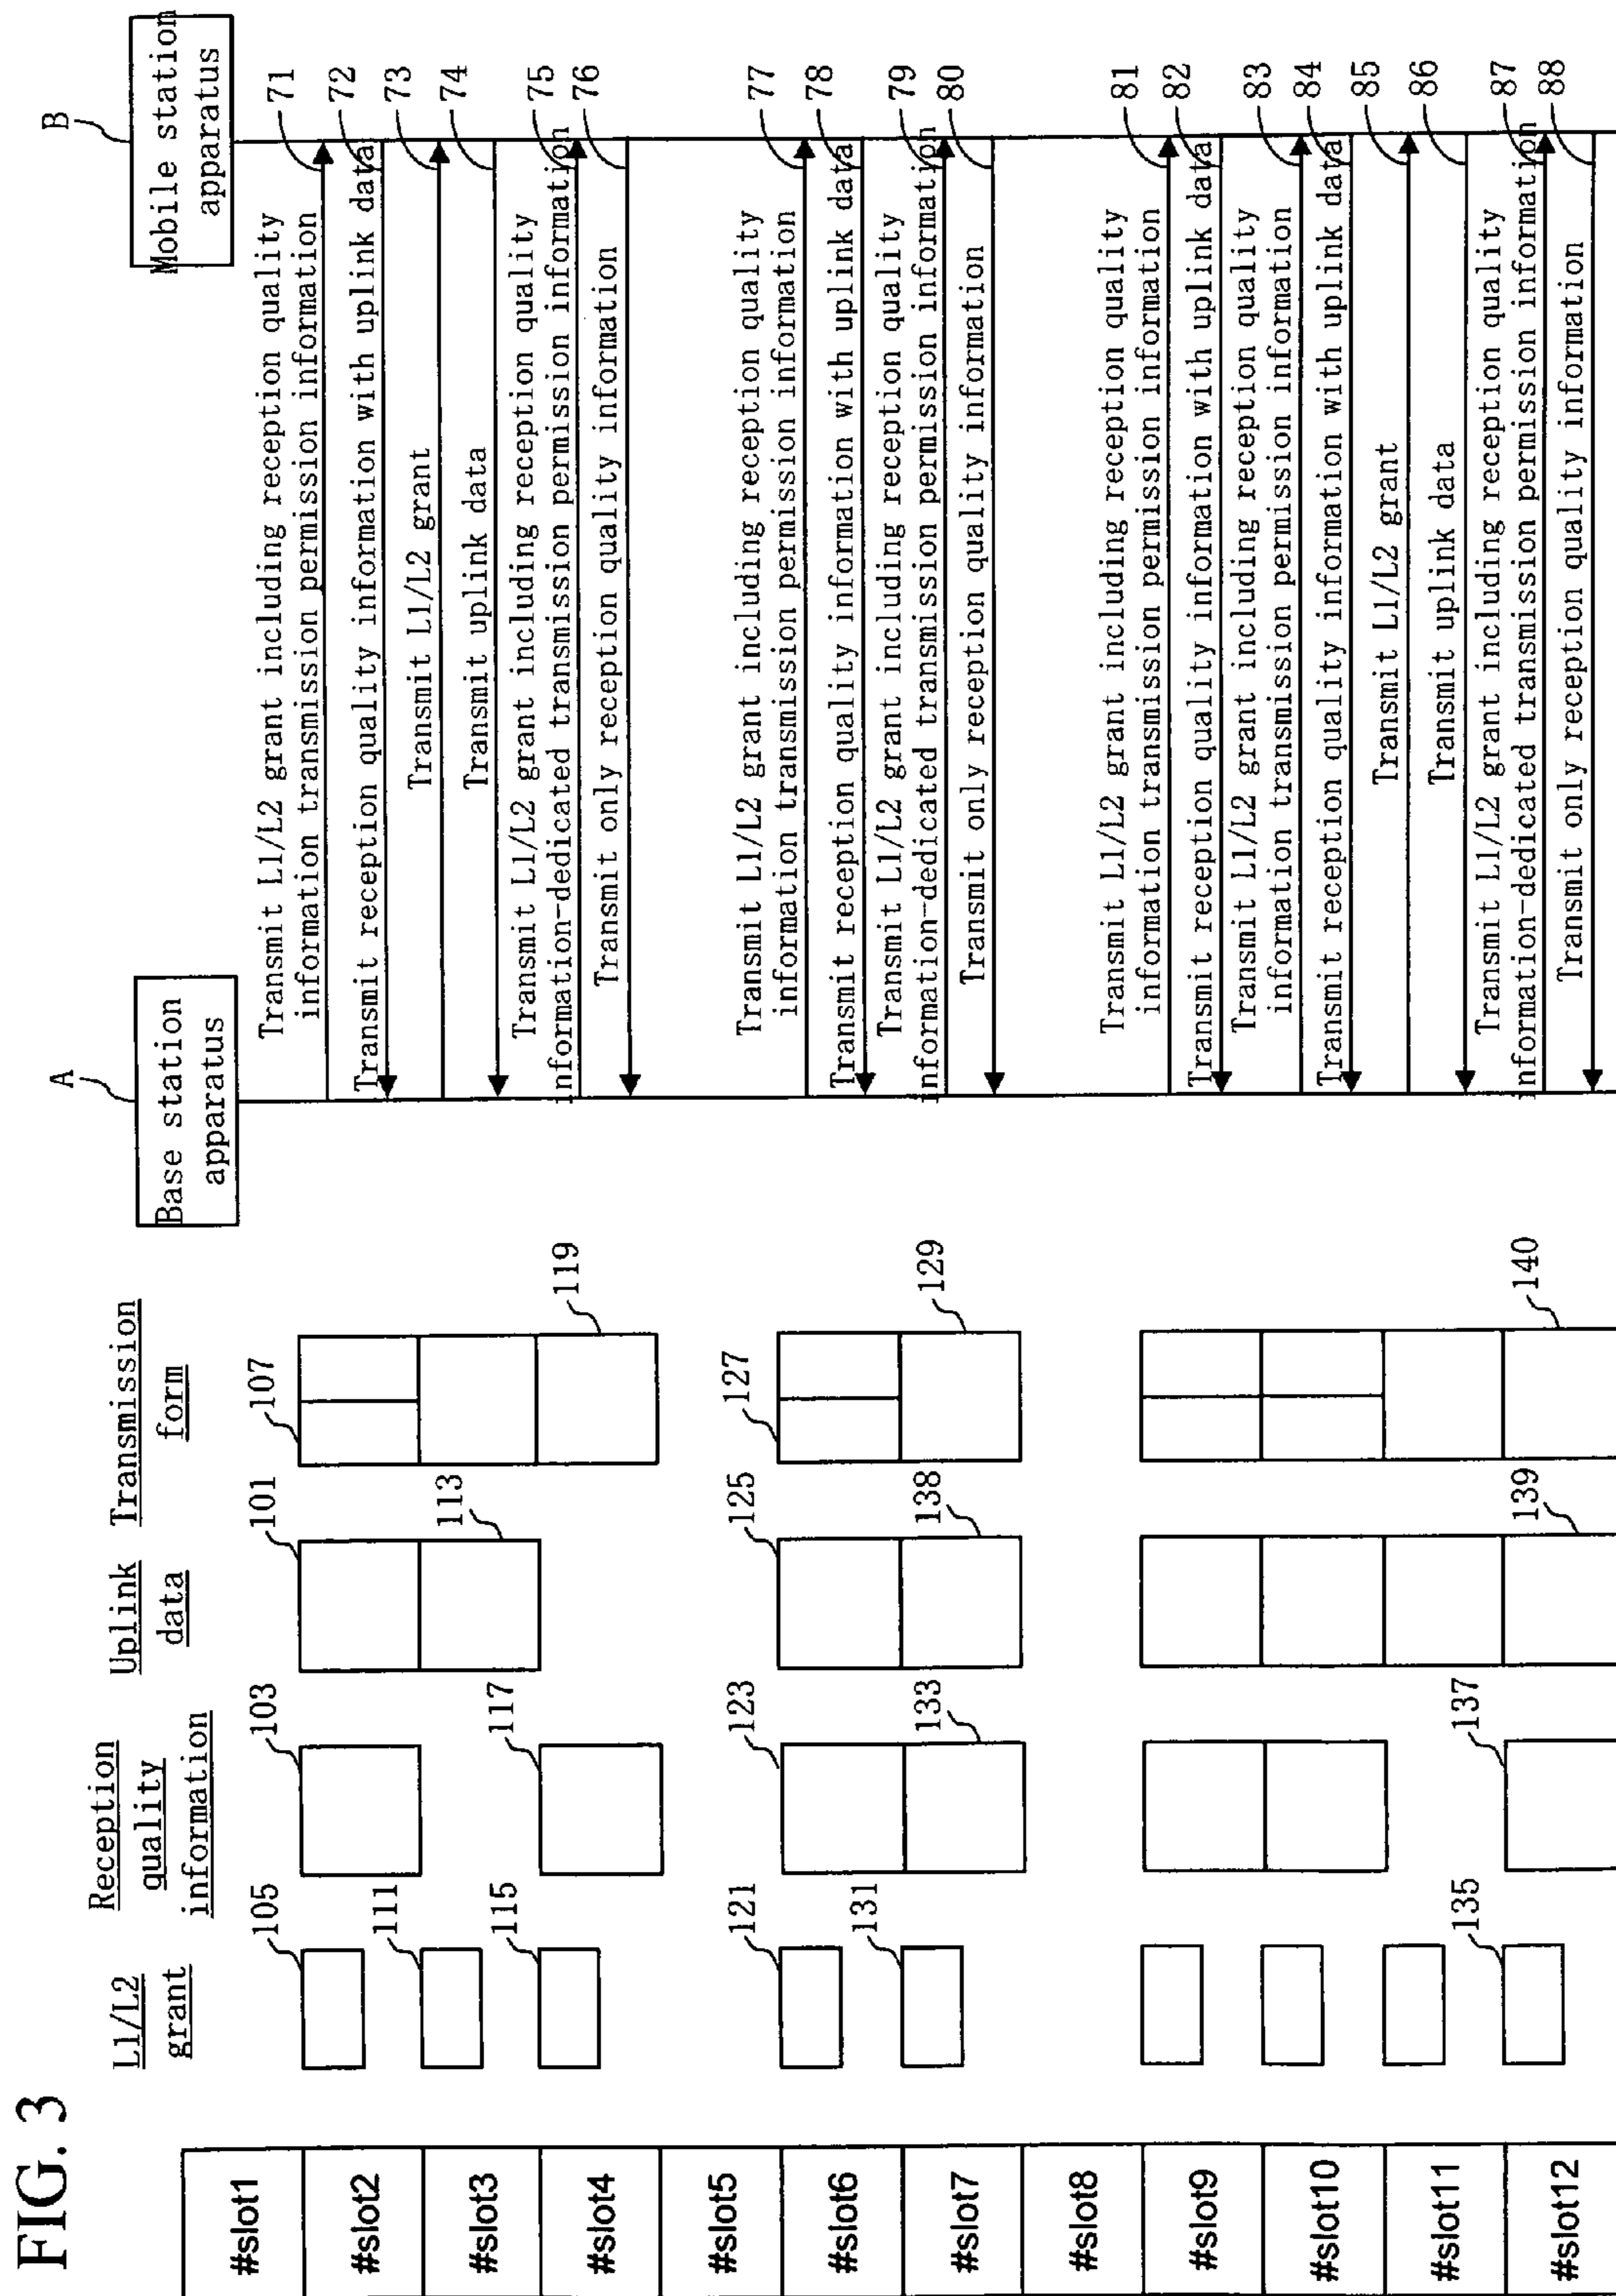 FIG. 3
L1/L2
grant
Reception
quality
information
Uplink
data
Transmission
form
A
Base station
apparatus
B
Mobile station
apparatus
#slot1
#slot2
105
103
101
107
Transmit L1/L2 grant including reception quality
information transmission permission information
71
Transmit reception quality information with uplink data
72
#slot3
111
113
Transmit L1/L2 grant
73
Transmit uplink data
74
#slot4
115
117
119
Transmit L1/L2 grant including reception quality
information-dedicated transmission permission information
75
Transmit only reception quality information
76
#slot5
#slot6
121
123
125
127
Transmit L1/L2 grant including reception quality
information transmission permission information
77
Transmit reception quality information with uplink data
78
#slot7
131
133
138
129
Transmit L1/L2 grant including reception quality
information-dedicated transmission permission information
79
Transmit only reception quality information
80
#slot8
#slot9
Transmit L1/L2 grant including reception quality
information transmission permission information
81
Transmit reception quality information with uplink data
82
#slot10
Transmit L1/L2 grant including reception quality
information transmission permission information
83
Transmit reception quality information with uplink data
84
#slot11
Transmit L1/L2 grant
85
Transmit uplink data
86
#slot12
135
137
139
140
Transmit L1/L2 grant including reception quality
information-dedicated transmission permission information
87
Transmit only reception quality information
88